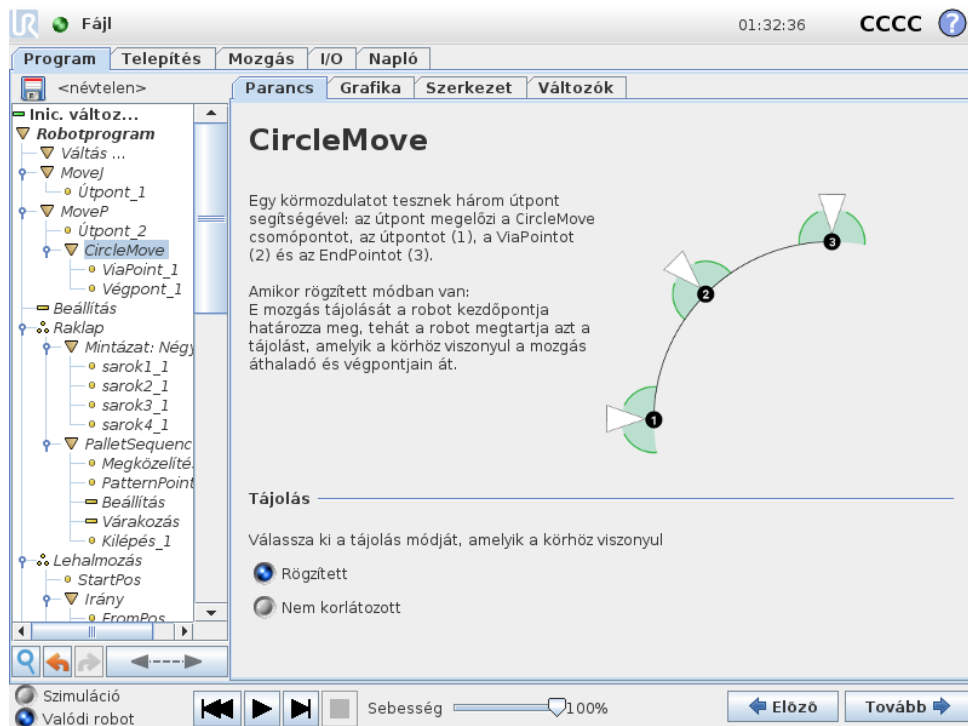 UR Fájl 01:32:36 CCCC ?
Program Telepítés Mozgás I/O Napló
<névtelen>
Parancs Grafika Szerkezet Változók
Inic. változ...
Robotprogram
Váltás ...
MoveJ
Útpont_1
MoveP
Útpont_2
CircleMove
ViaPoint_1
Végpont_1
Beállítás
Raklap
Mintázat: Négy
sarok1_1
sarok2_1
sarok3_1
sarok4_1
PalletSequenc
Megközelíté
PatternPoint
Beállítás
Várakozás
Kilépés_1
Lehalmozás
StartPos
Irány
FromPos
CircleMove
Egy körmozdulatot tesznek három útpont
segítségével: az útpont megelőzi a CircleMove
csomópontot, az útpontot (1), a ViaPointot
(2) és az EndPointot (3).
Amikor rögzített módban van:
E mozgás tájolását a robot kezdőpontja
határozza meg, tehát a robot megtartja azt a
tájolást, amelyik a körhöz viszonyul a mozgás
áthaladó és végpontjain át.
3
2
1
Tájolás
Válassza ki a tájolás módját, amelyik a körhöz viszonyul
Rögzített
Nem korlátozott
Szimuláció
Valódi robot
Sebesség 100%
Előző
Tovább